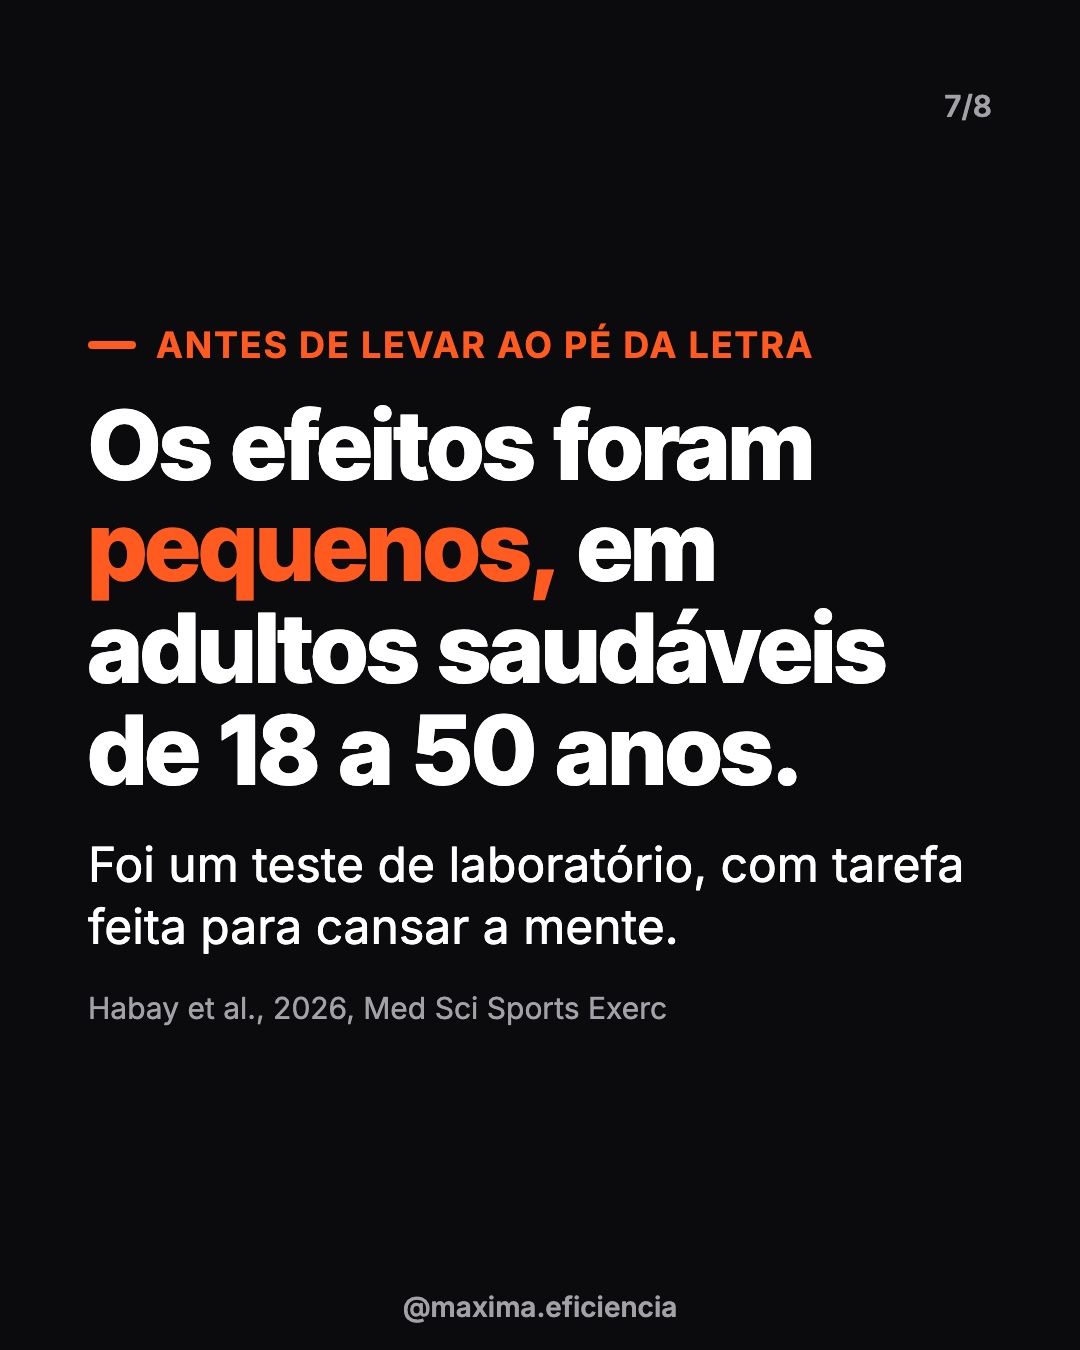 7/8
ANTES DE LEVAR AO PÉ DA LETRA
Os efeitos foram
pequenos, em
adultos saudáveis
de 18 a 50 anos.
Foi um teste de laboratório, com tarefa
feita para cansar a mente.
Habay et al., 2026, Med Sci Sports Exerc
@maxima.eficiencia